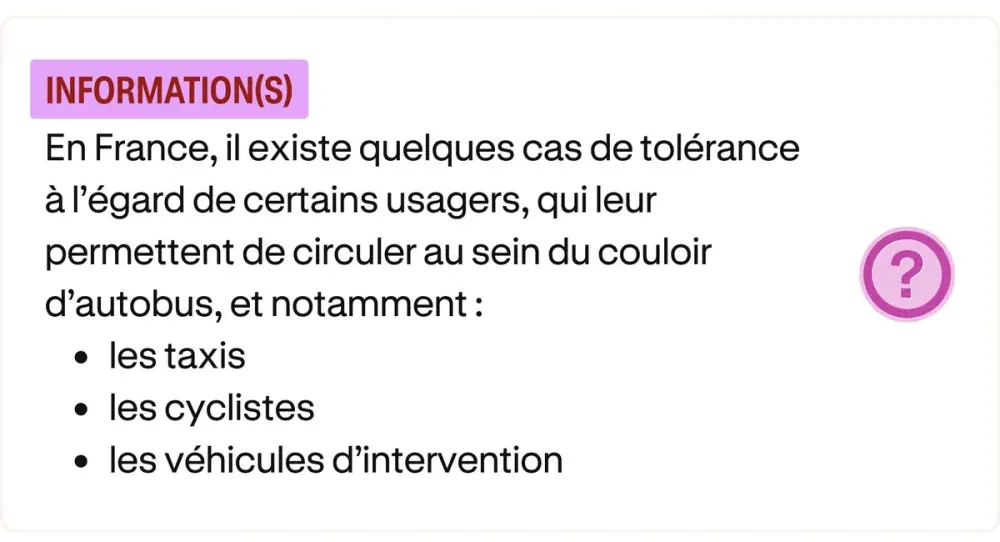 INFORMATION(S)
En France, il existe quelques cas de tolérance
à l’égard de certains usagers, qui leur
permettent de circuler au sein du couloir
d’autobus, et notamment :
• les taxis
• les cyclistes
• les véhicules d’intervention
?